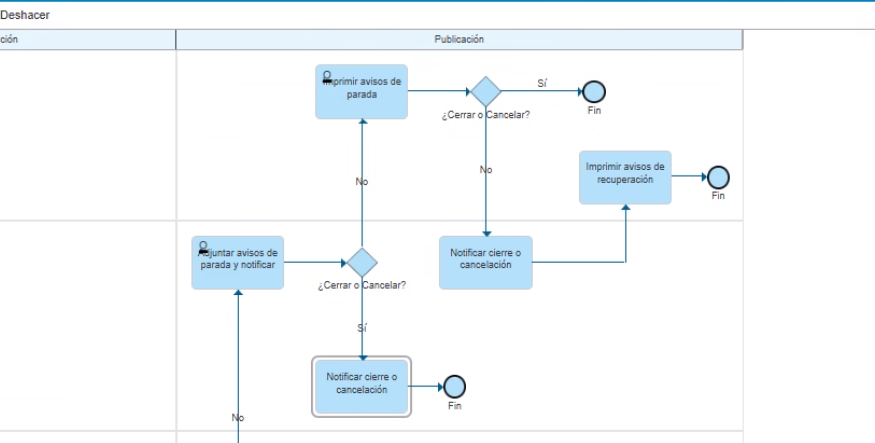 Deshacer
ción
Publicación
Imprimir avisos de
parada
Sí
¿Cerrar o Cancelar?
Fin
No
No
Imprimir avisos de
recuperación
Fin
Adjuntar avisos de
parada y notificar
Notificar cierre o
cancelación
¿Cerrar o Cancelar?
Sí
Notificar cierre o
cancelación
Fin
No